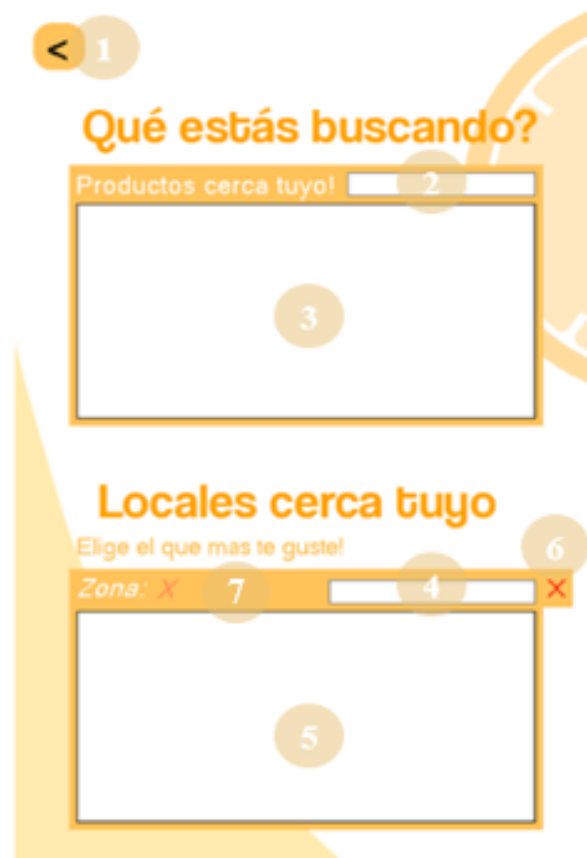 < 1
Qué estás buscando?
Productos cerca tuyo! 2
3
Locales cerca tuyo
Elige el que mas te guste! 6
Zona: X 7 4 X
5